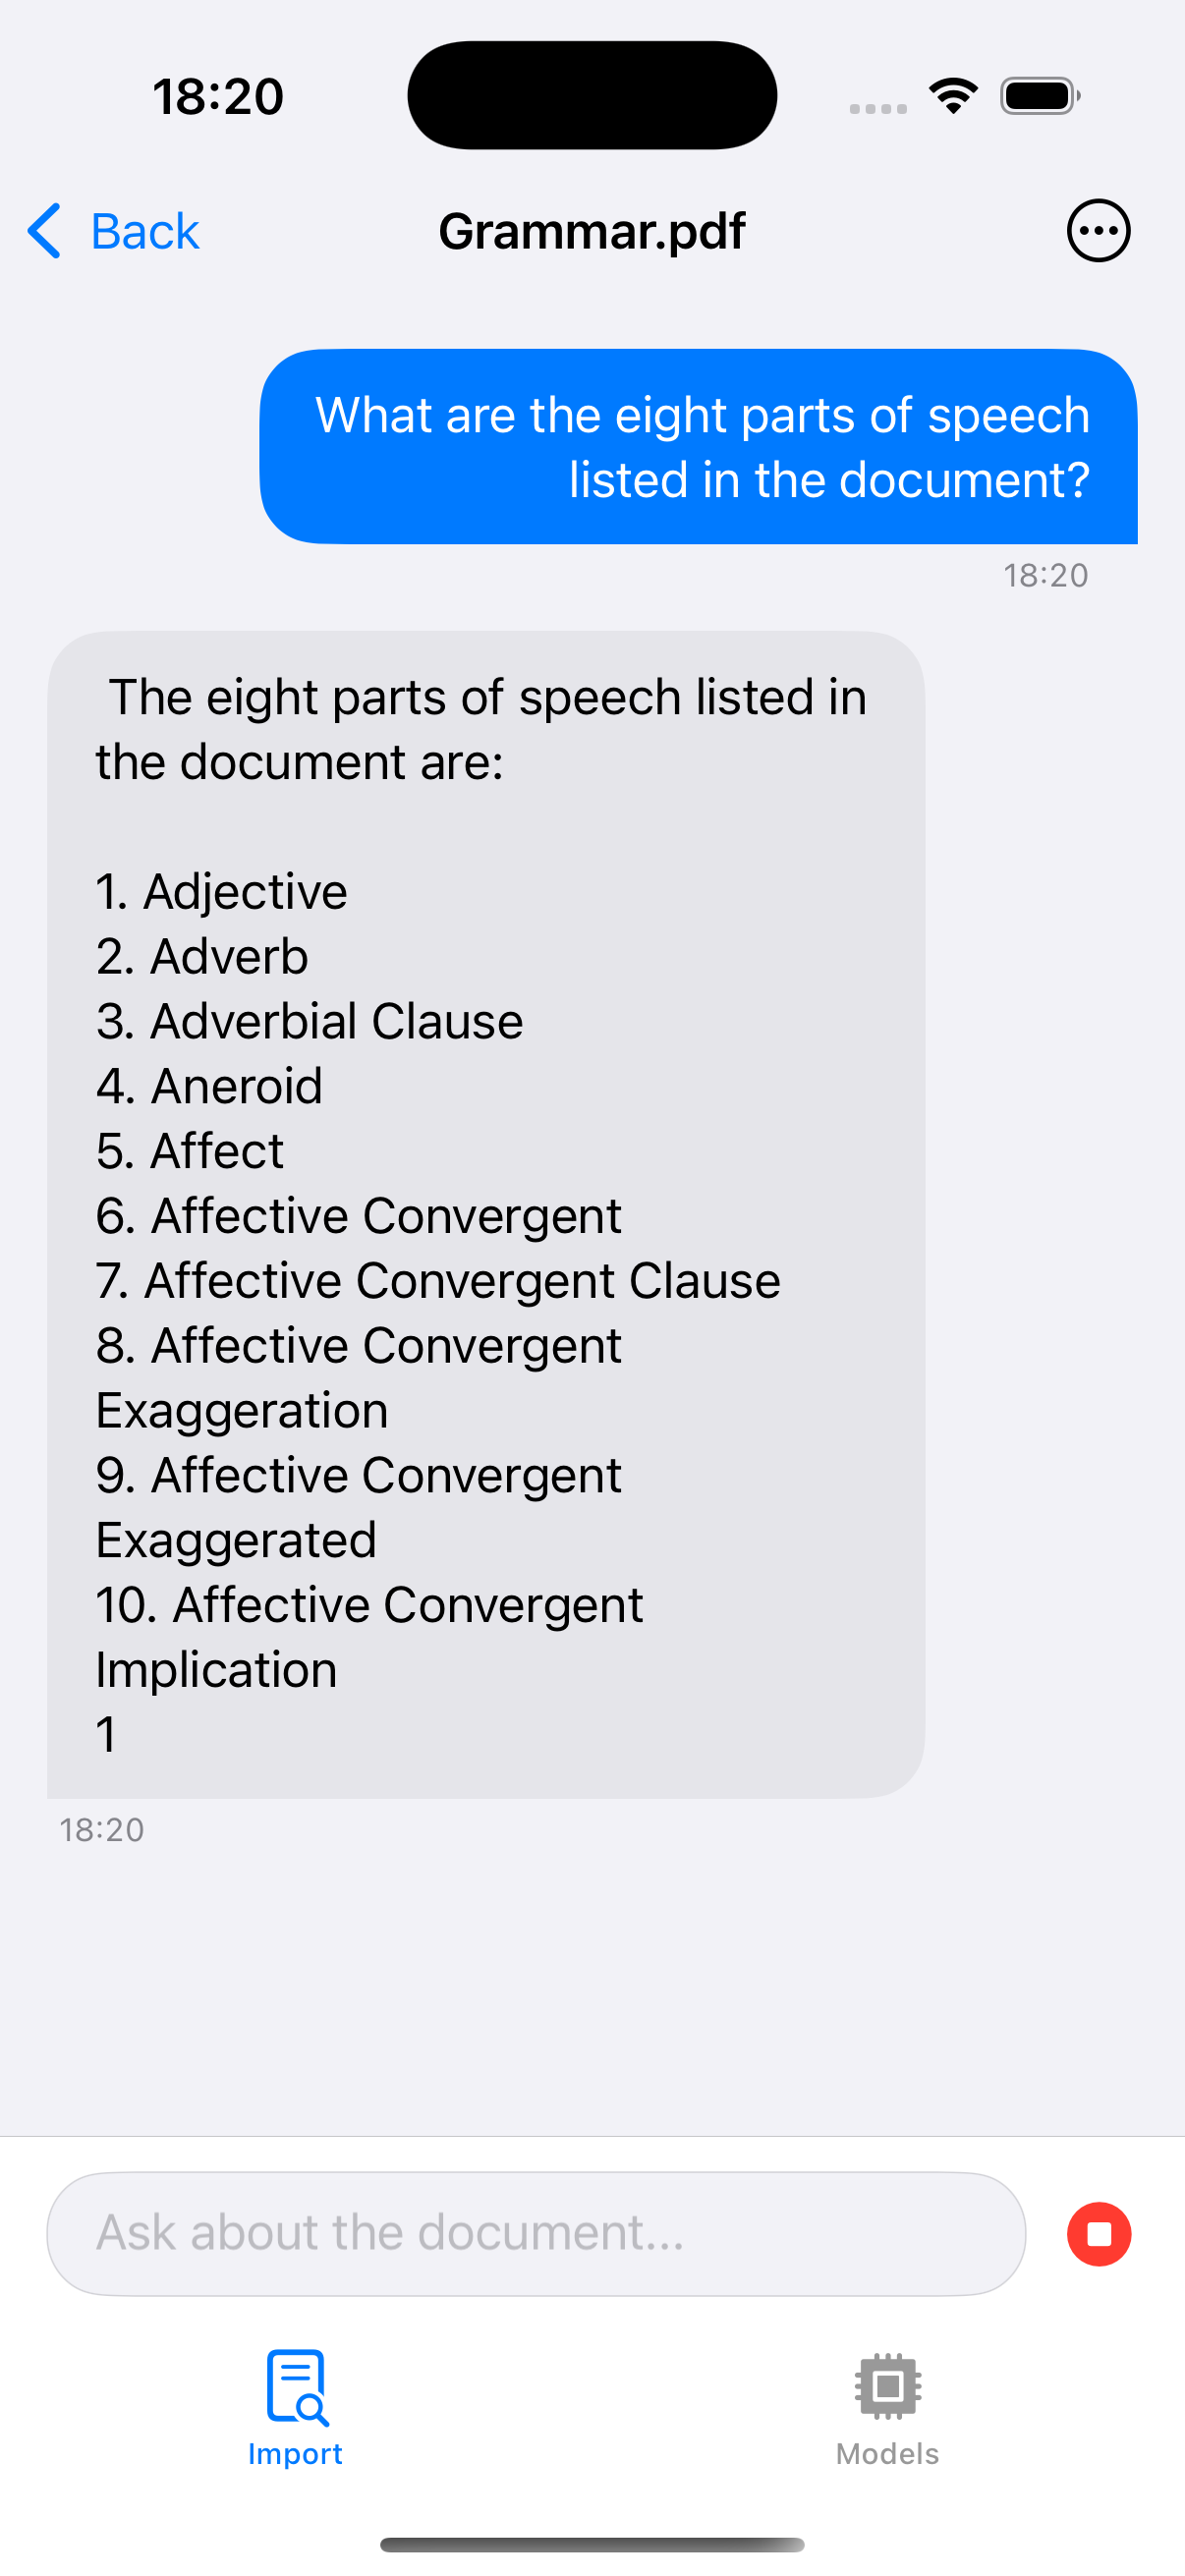 18:20
Back
Grammar.pdf
What are the eight parts of speech
listed in the document?
18:20
The eight parts of speech listed in
the document are:
1. Adjective
2. Adverb
3. Adverbial Clause
4. Aneroid
5. Affect
6. Affective Convergent
7. Affective Convergent Clause
8. Affective Convergent
Exaggeration
9. Affective Convergent
Exaggerated
10. Affective Convergent
Implication
1
18:20
Ask about the document...
Import
Models